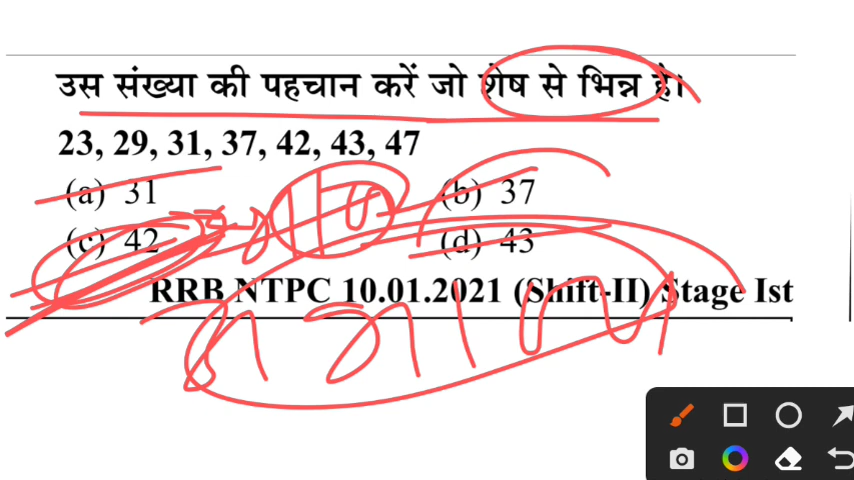 उस संख्या की पहचान करें जो शेष से भिन्न है।
23, 29, 31, 37, 42, 43, 47
(a) 31 (b) 37
(c) 42 (d) 43
RRB NTPC 10.01.2021 (Shift-II) Stage Ist